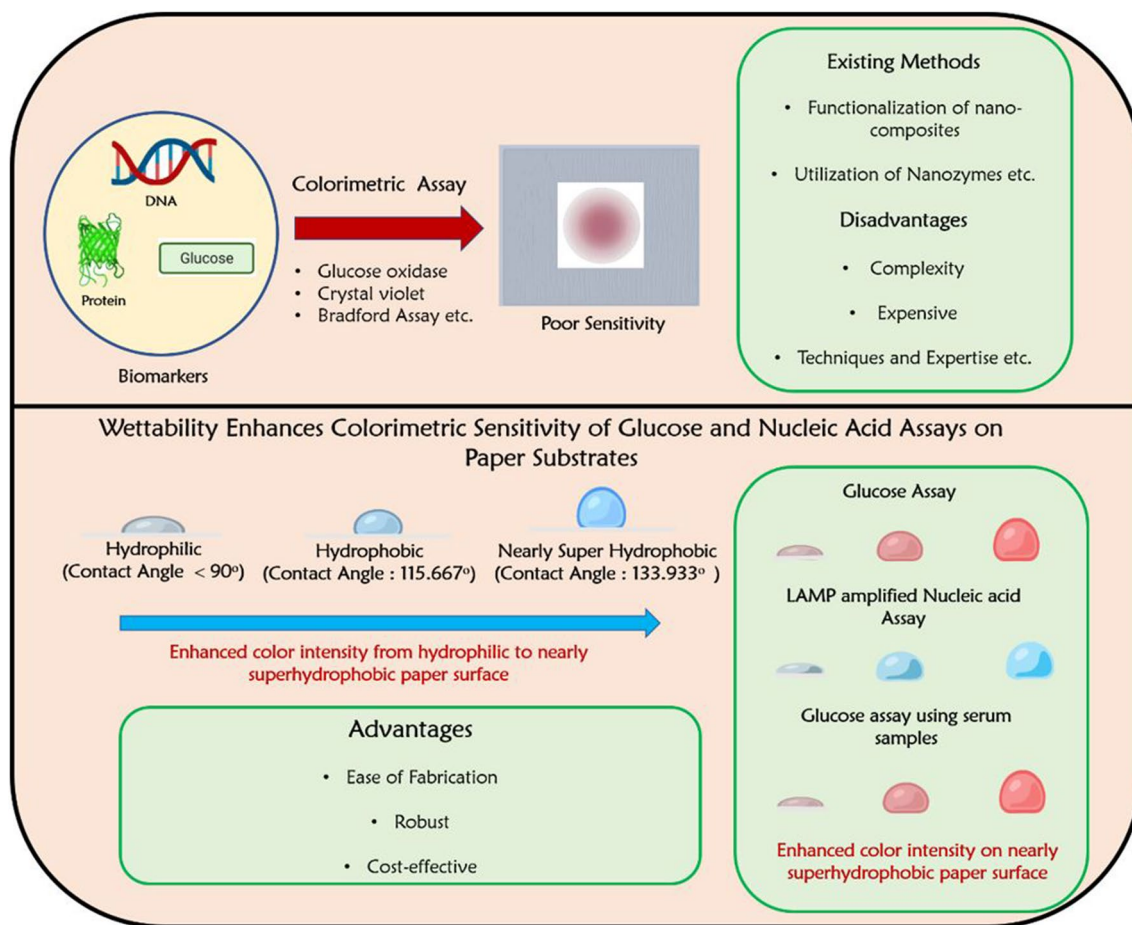 DNA
Protein
Glucose
Biomarkers
Colorimetric Assay
• Glucose oxidase
• Crystal violet
• Bradford Assay etc.
Poor Sensitivity
Existing Methods
• Functionalization of nano-
composites
• Utilization of Nanozymes etc.
Disadvantages
• Complexity
• Expensive
• Techniques and Expertise etc.
Wettability Enhances Colorimetric Sensitivity of Glucose and Nucleic Acid Assays on
Paper Substrates
Hydrophilic
(Contact Angle < 90°)
Hydrophobic
(Contact Angle : 115.667°)
Nearly Super Hydrophobic
(Contact Angle : 133.933° )
Enhanced color intensity from hydrophilic to nearly
superhydrophobic paper surface
Advantages
• Ease of Fabrication
• Robust
• Cost-effective
Glucose Assay
LAMP amplified Nucleic acid
Assay
Glucose assay using serum
samples
Enhanced color intensity on nearly
superhydrophobic paper surface